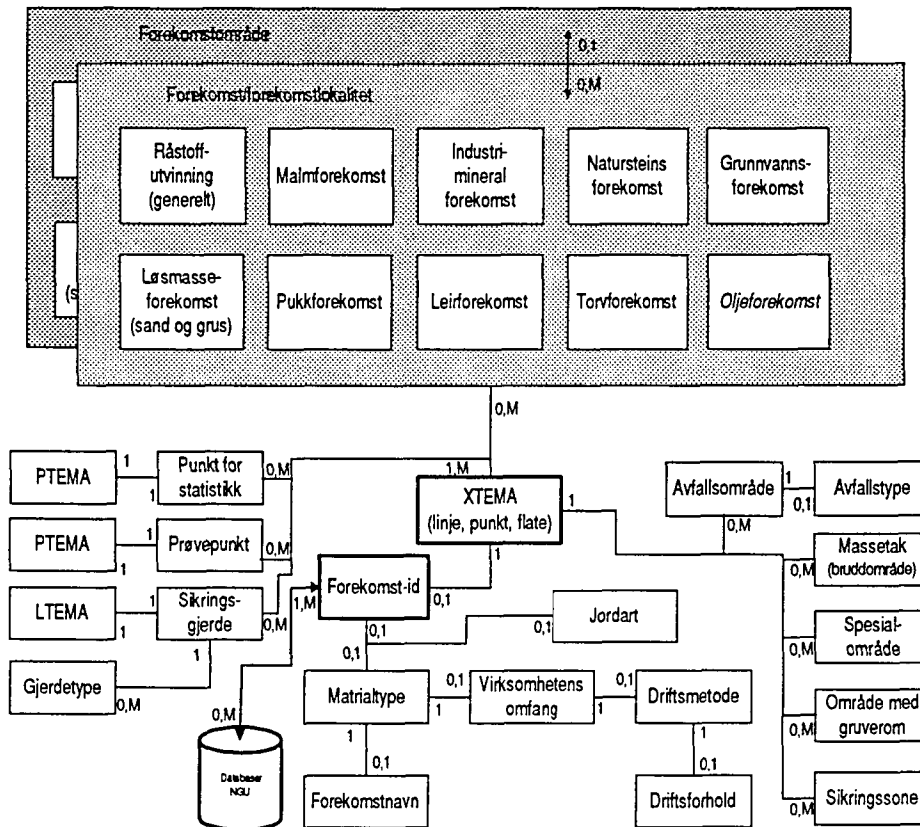 Forekomstområde
0,1
0,M
Forekomst/forekomstlokalitet
Råstoff-
utvinning
(generelt)
Malmforekomst
Industri-
mineral
forekomst
Natursteins
forekomst
Grunnvanns-
forekomst
(s
Løsmasse-
forekomst
(sand og grus)
Pukkforekomst
Leirforekomst
Torvforekomst
Oljeforekomst
0,M
1,M
PTEMA
1
1
Punkt for
statistikk
0,M
XTEMA
(linje, punkt, flate)
1
1
Avfallsområde
0,M
1
0,1
Avfallstype
PTEMA
1
1
Prøvepunkt
0,M
Massetak
(bruddområde)
0,M
Forekomst-id
1,M
0,1
0,1
LTEMA
1
1
Sikrings-
gjerde
0,M
1
Jordart
0,1
Spesial-
område
0,M
Gjerdetype
0,M
0,1
Matrialtype
0,1
1
1
Virksomhetens
omfang
0,1
1
Driftsmetode
1
Område med
gruverom
0,M
0,M
Databaser
NGU
0,1
Forekomstnavn
0,1
Driftsforhold
Sikringssone
0,M